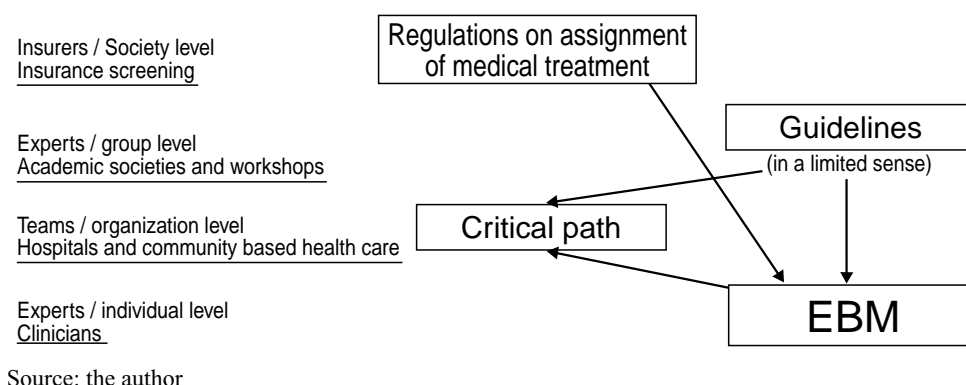 Insurers / Society level
Insurance screening
Regulations on assignment
of medical treatment
Experts / group level
Academic societies and workshops
Guidelines
(in a limited sense)
Teams / organization level
Hospitals and community based health care
Critical path
Experts / individual level
Clinicians
EBM
Source: the author